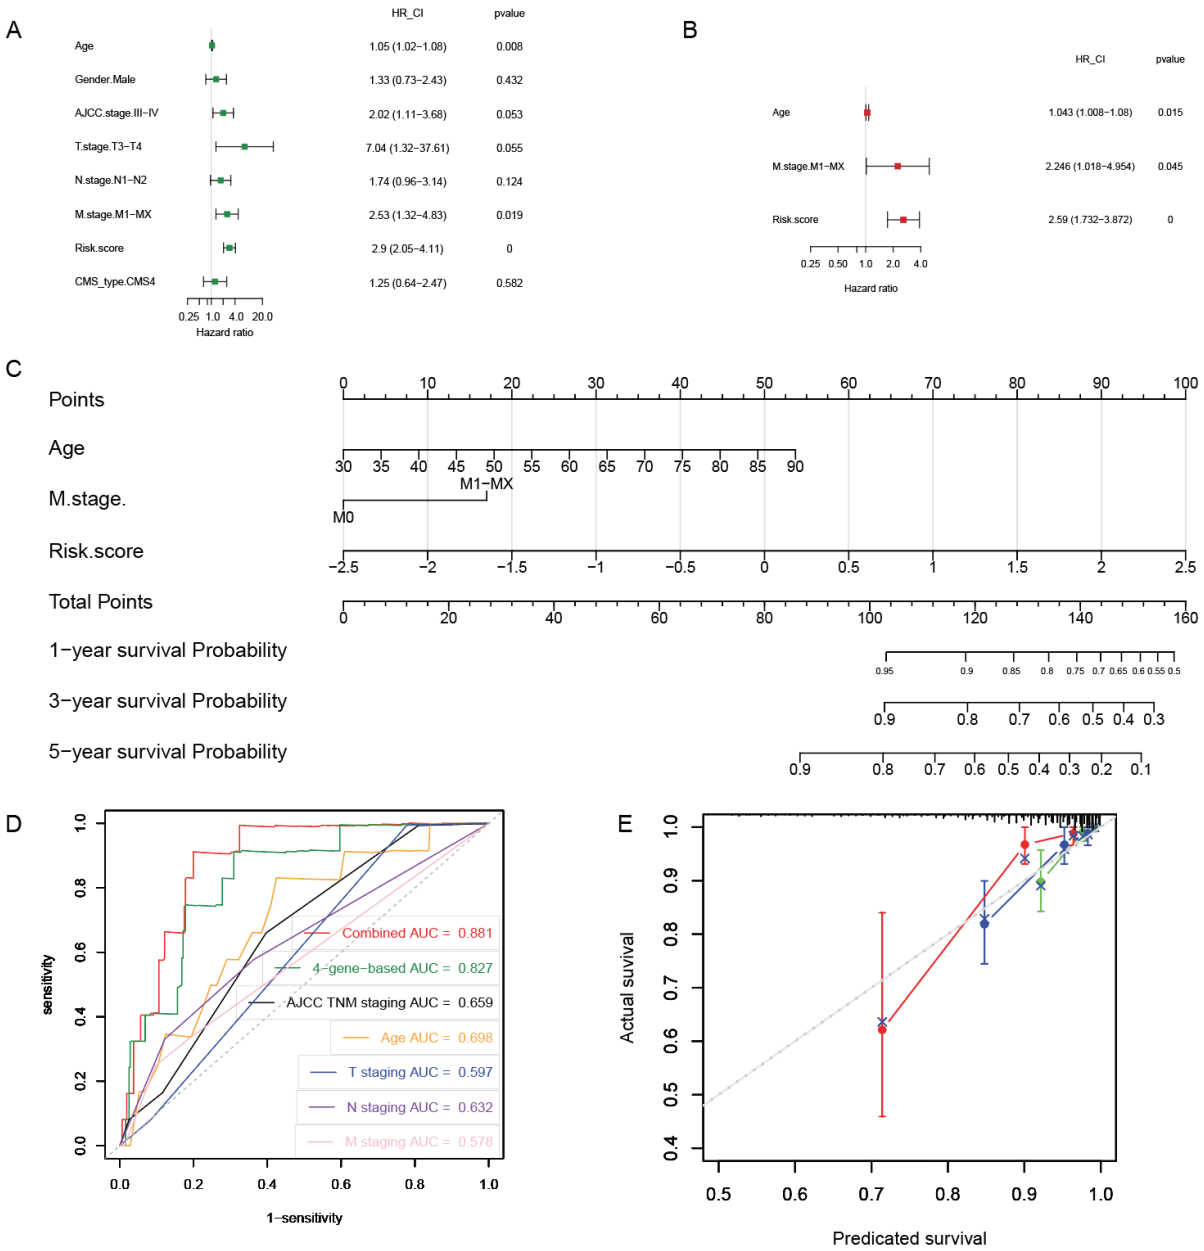 A
HR_CI pvalue
Age 1.05 (1.02−1.08) 0.008
Gender.Male 1.33 (0.73−2.43) 0.432
AJCC.stage.III−IV 2.02 (1.11−3.68) 0.053
T.stage.T3−T4 7.04 (1.32−37.61) 0.055
N.stage.N1−N2 1.74 (0.96−3.14) 0.124
M.stage.M1−MX 2.53 (1.32−4.83) 0.019
Risk.score 2.9 (2.05−4.11) 0
CMS_type.CMS4 1.25 (0.64−2.47) 0.582
0.25 1.0 4.0 20.0
Hazard ratio
B
HR_CI pvalue
Age 1.043 (1.008−1.08) 0.015
M.stage.M1−MX 2.246 (1.018−4.954) 0.045
Risk.score 2.59 (1.732−3.872) 0
0.25 0.50 1.0 2.0 4.0
Hazard ratio
C
Points 0 10 20 30 40 50 60 70 80 90 100
Age 30 35 40 45 50 55 60 65 70 75 80 85 90
M.stage. M0 M1−MX
Risk.score −2.5 −2 −1.5 −1 −0.5 0 0.5 1 1.5 2 2.5
Total Points 0 20 40 60 80 100 120 140 160
1−year survival Probability 0.95 0.9 0.85 0.8 0.75 0.7 0.65 0.6 0.55 0.5
3−year survival Probability 0.9 0.8 0.7 0.6 0.5 0.4 0.3
5−year survival Probability 0.9 0.8 0.7 0.6 0.5 0.4 0.3 0.2 0.1
D
sensitivity
1.0
0.8
0.6
0.4
0.2
0.0
Combined AUC = 0.881
4−gene−based AUC = 0.827
AJCC TNM staging AUC = 0.659
Age AUC = 0.698
T staging AUC = 0.597
N staging AUC = 0.632
M staging AUC = 0.578
0.0 0.2 0.4 0.6 0.8 1.0
1−sensitivity
E
Actual suvival
1.0
0.9
0.8
0.7
0.6
0.5
0.4
0.5 0.6 0.7 0.8 0.9 1.0
Predicated survival